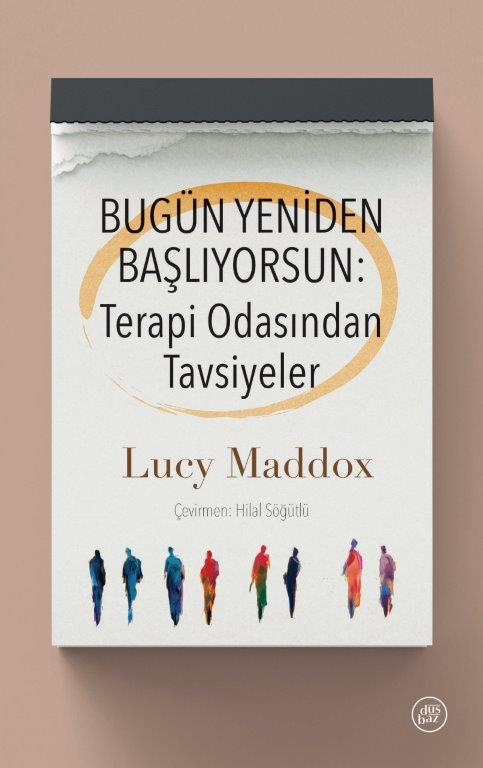 BUGÜN YENİDEN
BAŞLIYORSUN:
Terapi Odasından
Tavsiyeler
Lucy Maddox
Çevirmen: Hilal Söğütlü
düş
baz